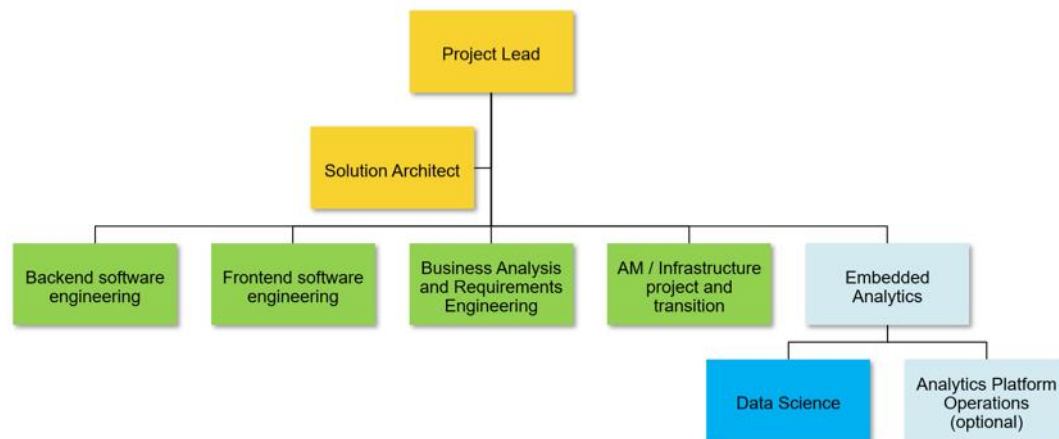 Project Lead
Solution Architect
Backend software
engineering
Frontend software
engineering
Business Analysis
and Requirements
Engineering
AM / Infrastructure
project and
transition
Embedded
Analytics
Data Science
Analytics Platform
Operations
(optional)